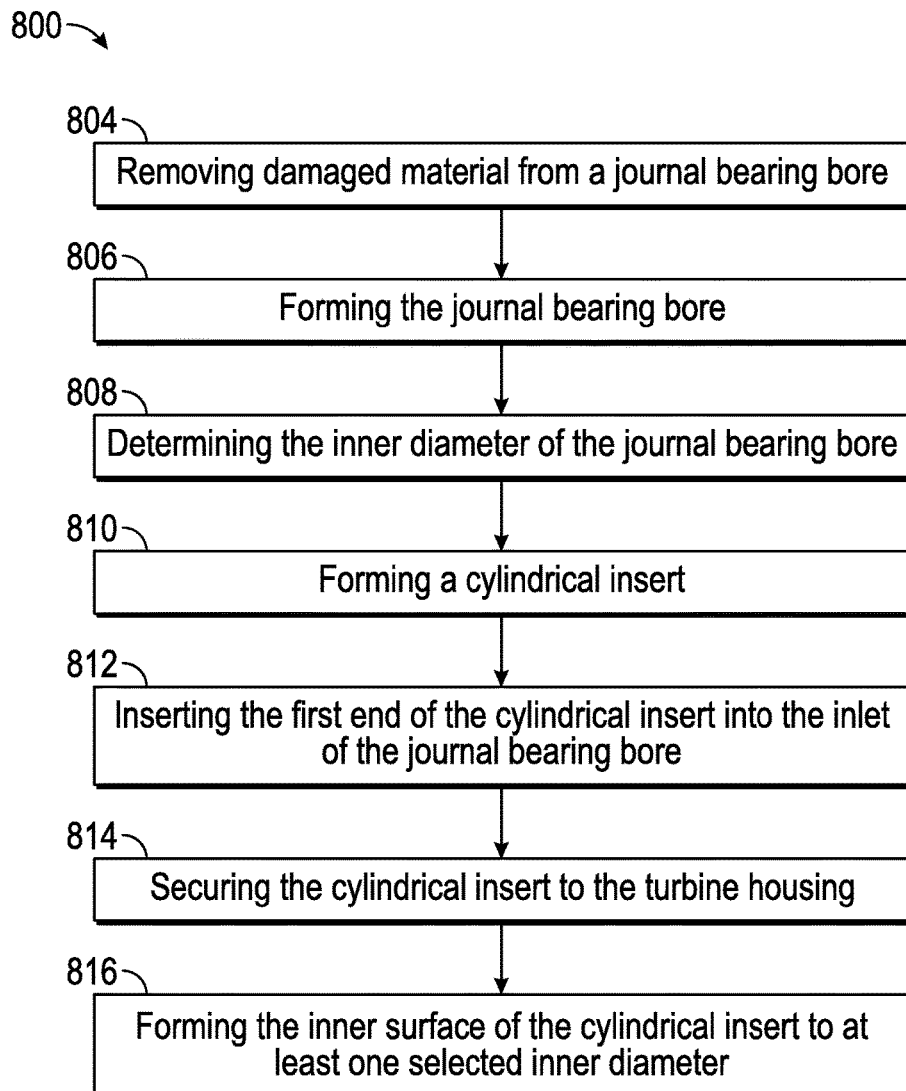 800
804
Removing damaged material from a journal bearing bore
806
Forming the journal bearing bore
808
Determining the inner diameter of the journal bearing bore
810
Forming a cylindrical insert
812
Inserting the first end of the cylindrical insert into the inlet
of the journal bearing bore
814
Securing the cylindrical insert to the turbine housing
816
Forming the inner surface of the cylindrical insert to at
least one selected inner diameter